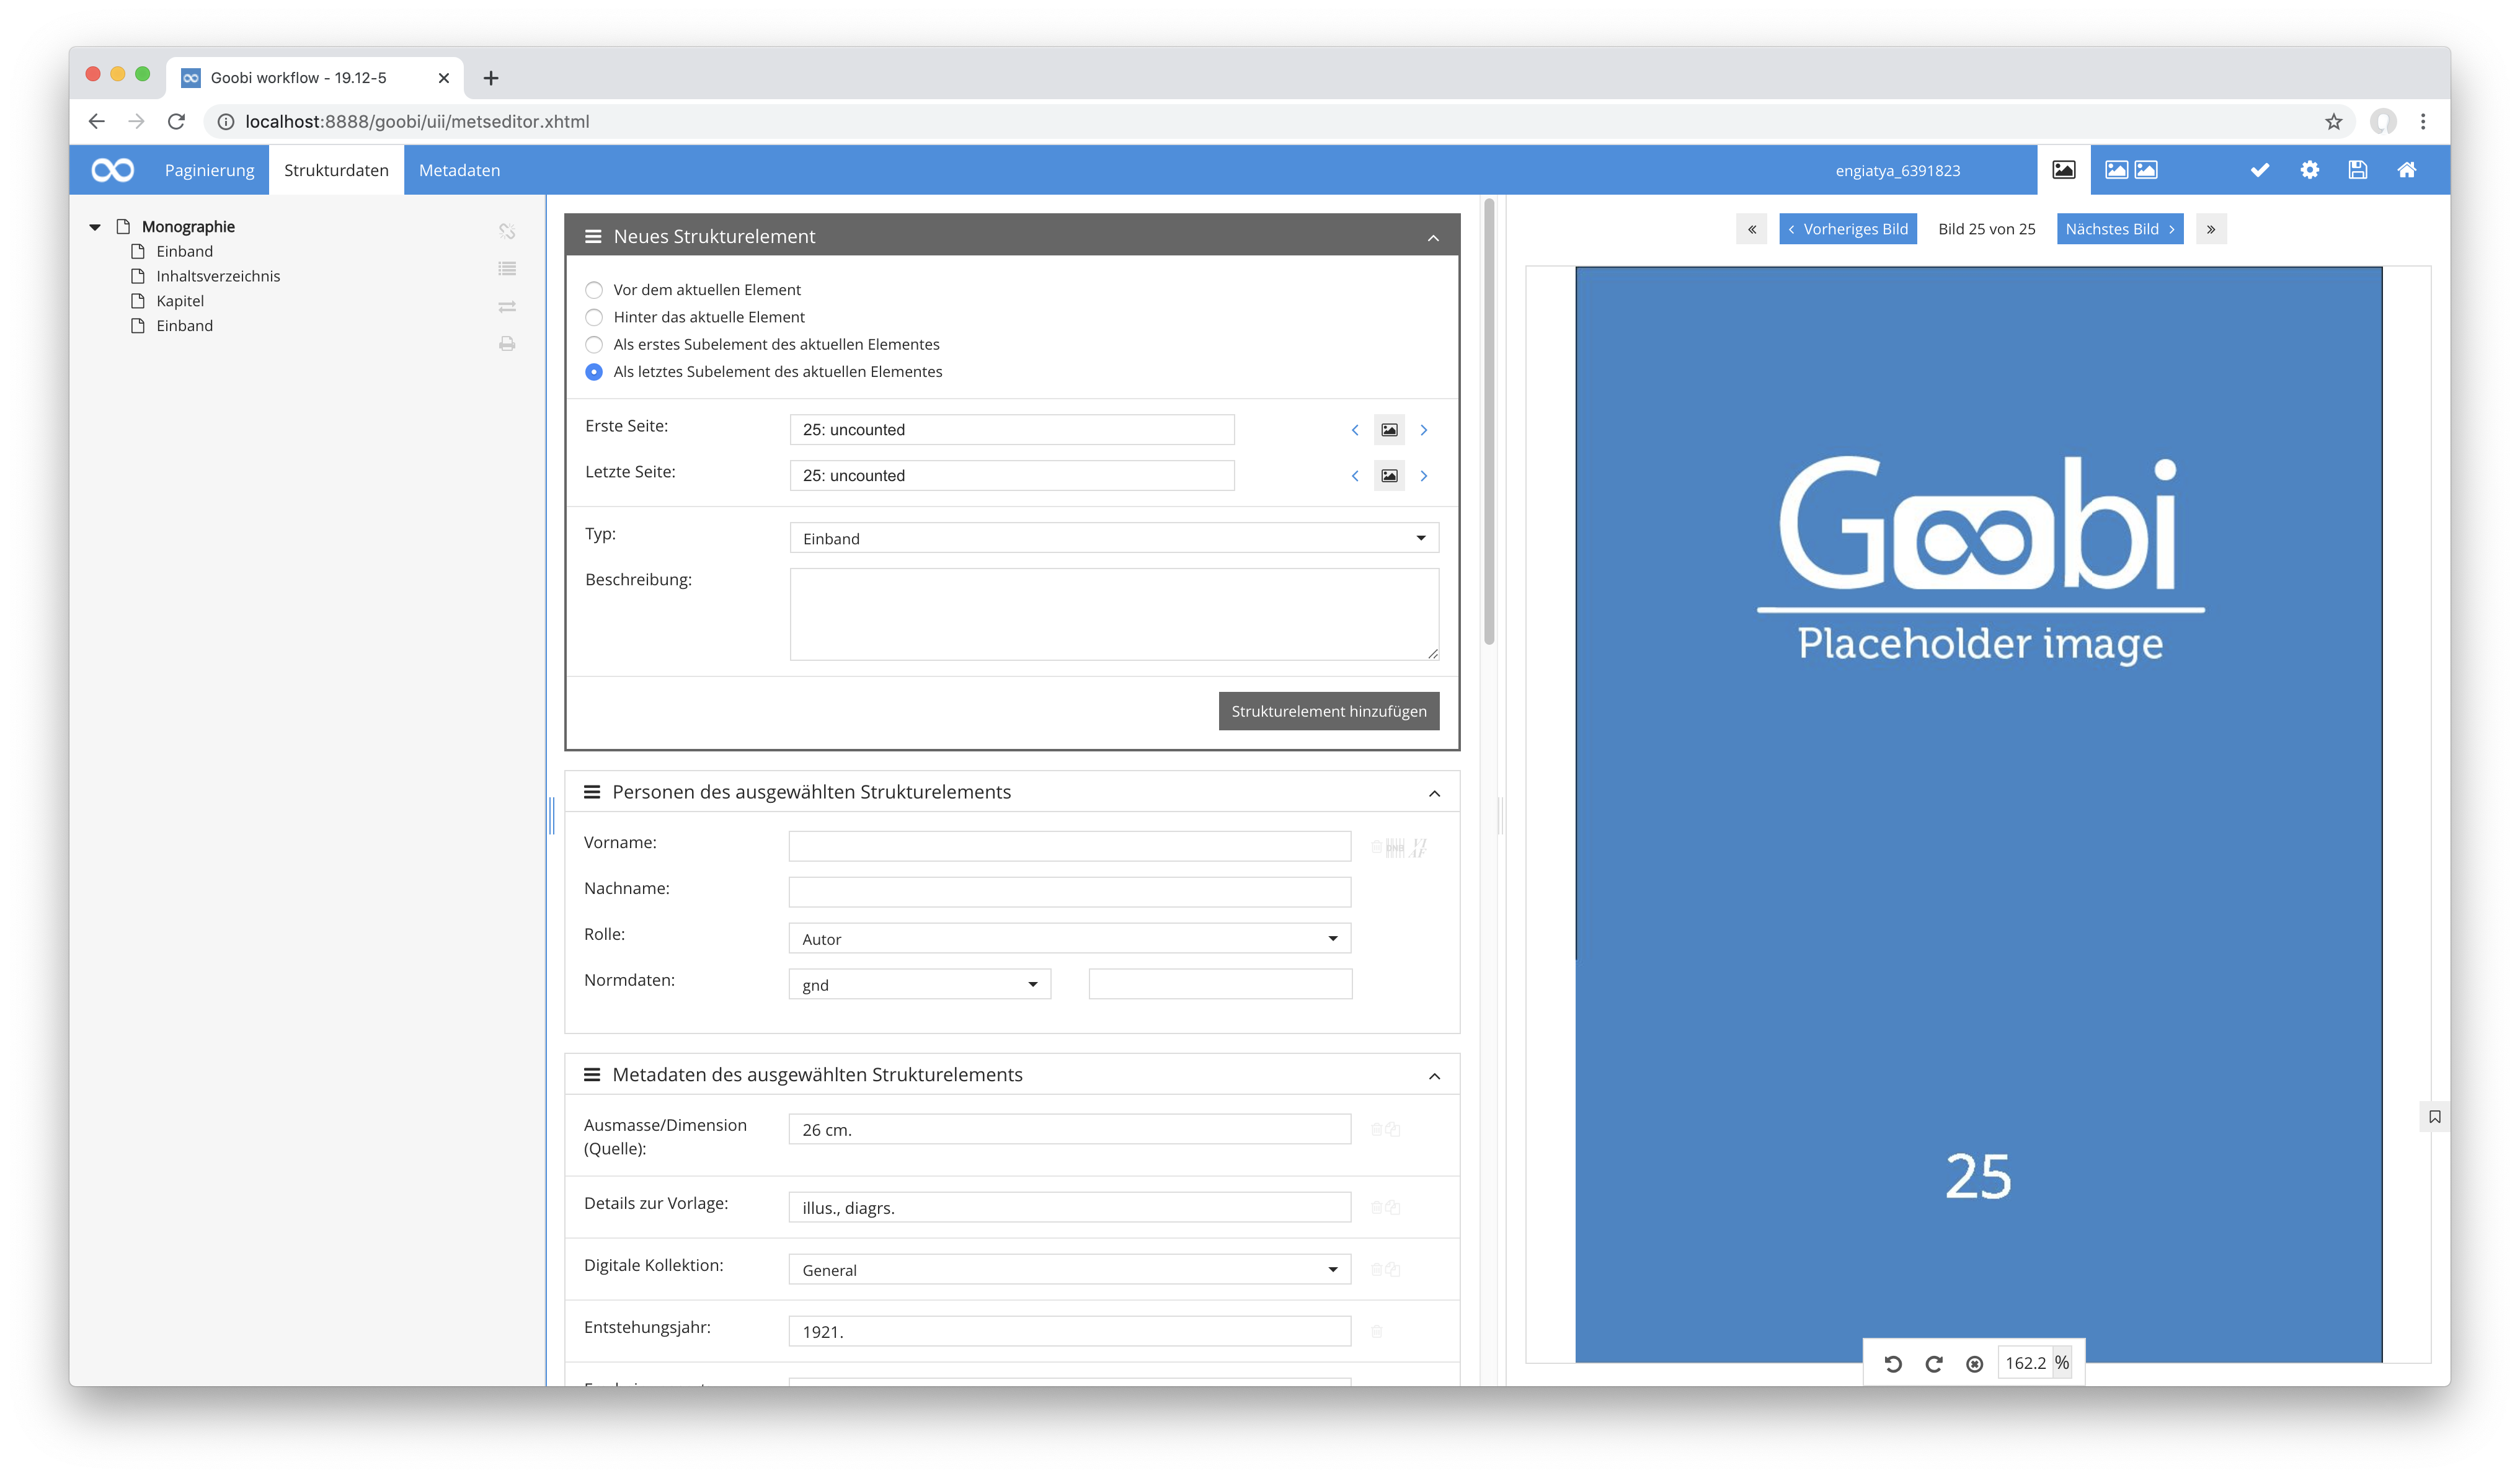 Goobi workflow - 19.12-5
localhost:8888/goobi/uii/metseditor.xhtml
Paginierung
Strukturdaten
Metadaten
engiatya_6391823
Monographie
Einband
Inhaltsverzeichnis
Kapitel
Einband
Neues Strukturelement
Vor dem aktuellen Element
Hinter das aktuelle Element
Als erstes Subelement des aktuellen Elementes
Als letztes Subelement des aktuellen Elementes
Erste Seite: 25: uncounted
Letzte Seite: 25: uncounted
Typ: Einband
Beschreibung:
Strukturelement hinzufügen
Personen des ausgewählten Strukturelements
Vorname:
Nachname:
Rolle: Autor
Normdaten: gnd
Metadaten des ausgewählten Strukturelements
Ausmasse/Dimension
(Quelle): 26 cm.
Details zur Vorlage: illus., diagrs.
Digitale Kollektion: General
Entstehungsjahr: 1921.
« ‹ Vorheriges Bild Bild 25 von 25 Nächstes Bild › »
Goobi
Placeholder image
25
162.2 %